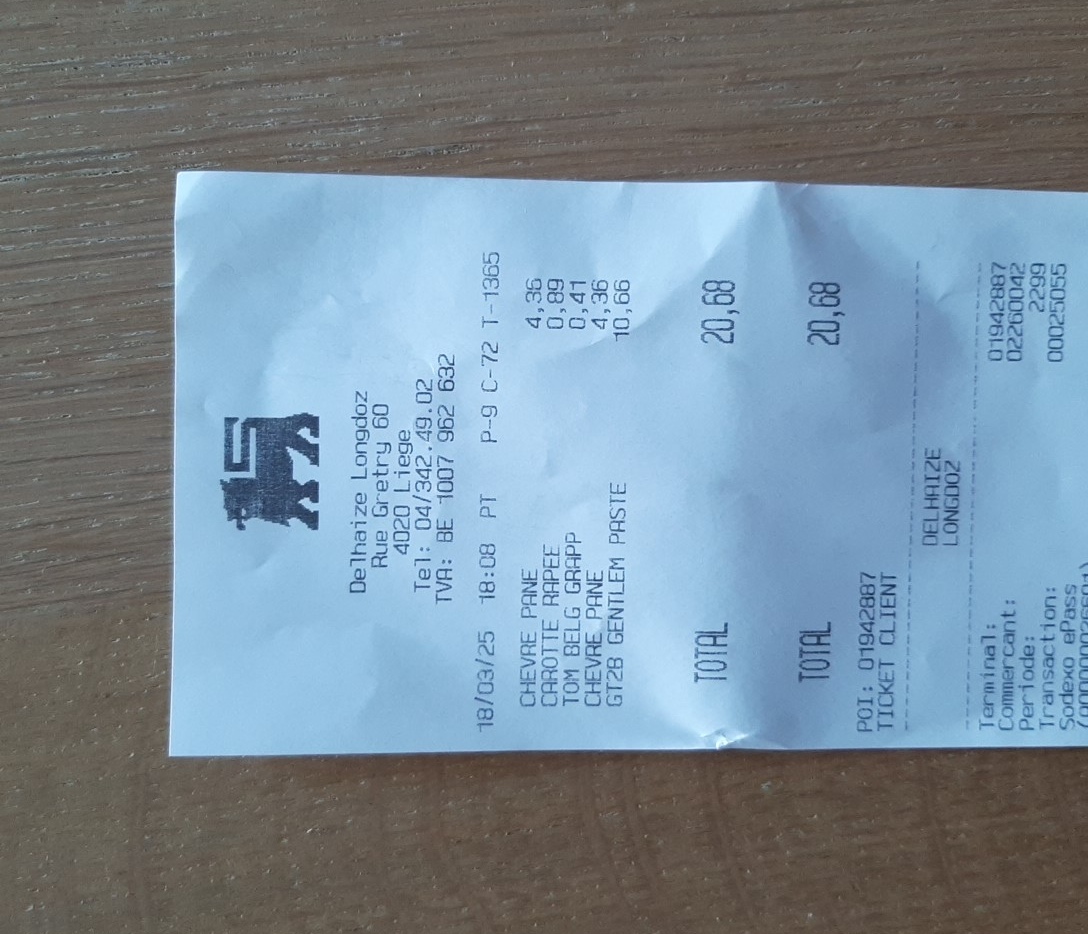 Delhaize Longdoz
Rue Gretry 60
4020 Liege
Tel: 04/342.49.02
TVA: BE 1007 962 632
18/03/25 18:08 PT P-9 C-72 T-1365
CHEVRE PANE 4,36
CAROTTE RAPEE 0,89
TOM BELG GRAPP 0,41
CHEVRE PANE 4,36
GT28 GENTLEM PASTE 10,66
TOTAL 20,68
TOTAL 20,68
POI: 01942887
TICKET CLIENT
DELHAIZE
LONGDOZ
Terminal: 01942887
Commercant: 02260042
Periode: 2299
Transaction: 00025055
Sodexo ePass